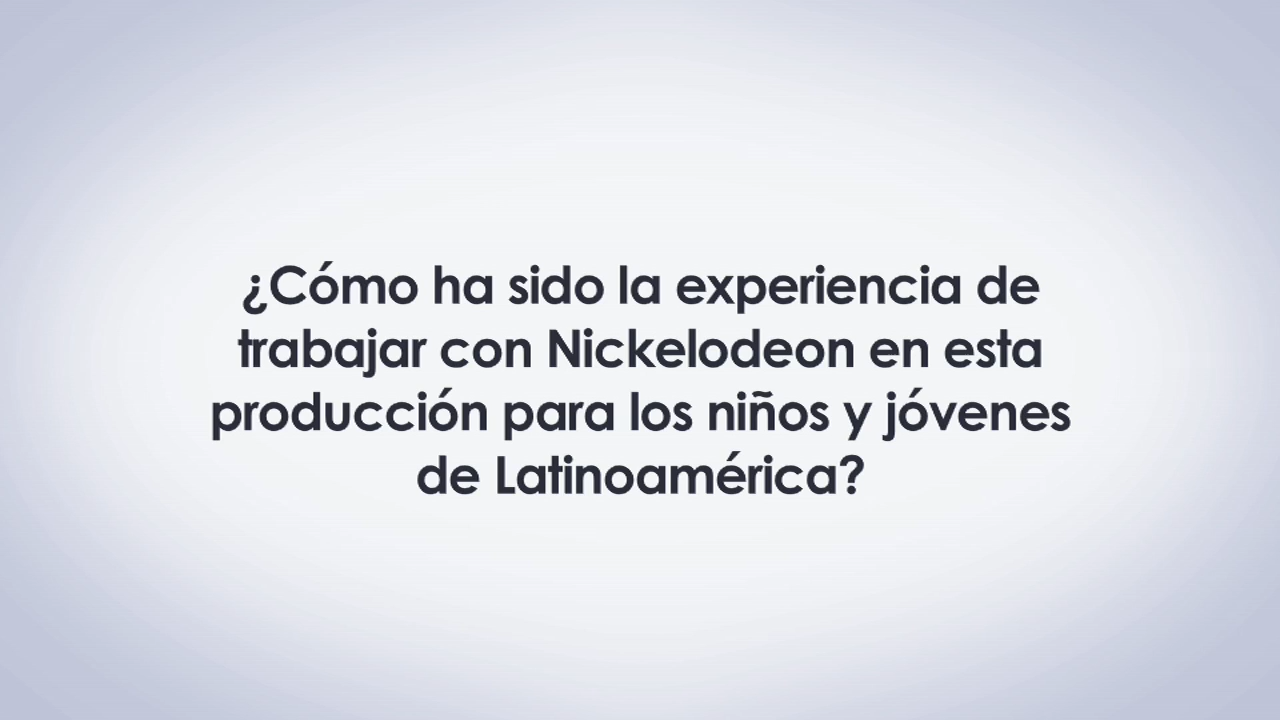 ¿Cómo ha sido la experiencia de
trabajar con Nickelodeon en esta
producción para los niños y jóvenes
de Latinoamérica?